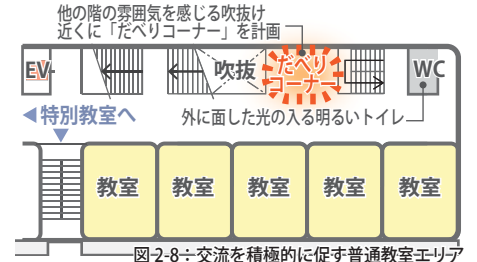 他の階の雰囲気を感じる吹抜け
近くに「だべりコーナー」を計画
EV
吹抜
だべり
コーナー
WC
特別教室へ
外に面した光の入る明るいトイレ
教室
教室
教室
教室
教室
図2-8：交流を積極的に促す普通教室エリア